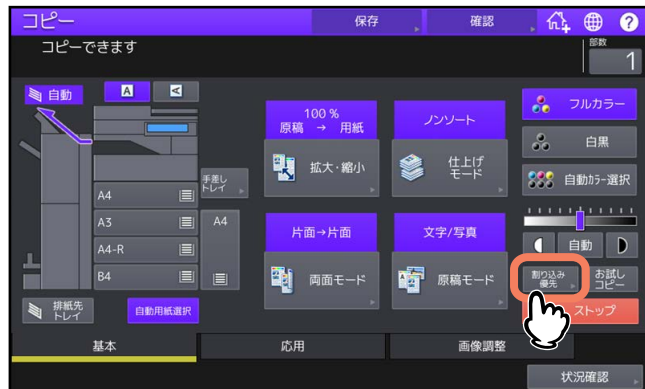 コピー
保存
確認
?
コピーできます
部数
1
自動
A
A
100 %
原稿 → 用紙
拡大・縮小
ノンソート
仕上げ
モード
フルカラー
白黒
自動ｶﾗｰ選択
手差し
トレイ
A4
A3
A4-R
B4
A4
片面→片面
両面モード
文字/写真
原稿モード
自動
割り込み
優先
お試し
コピー
ストップ
排紙先
トレイ
自動用紙選択
基本
応用
画像調整
状況確認